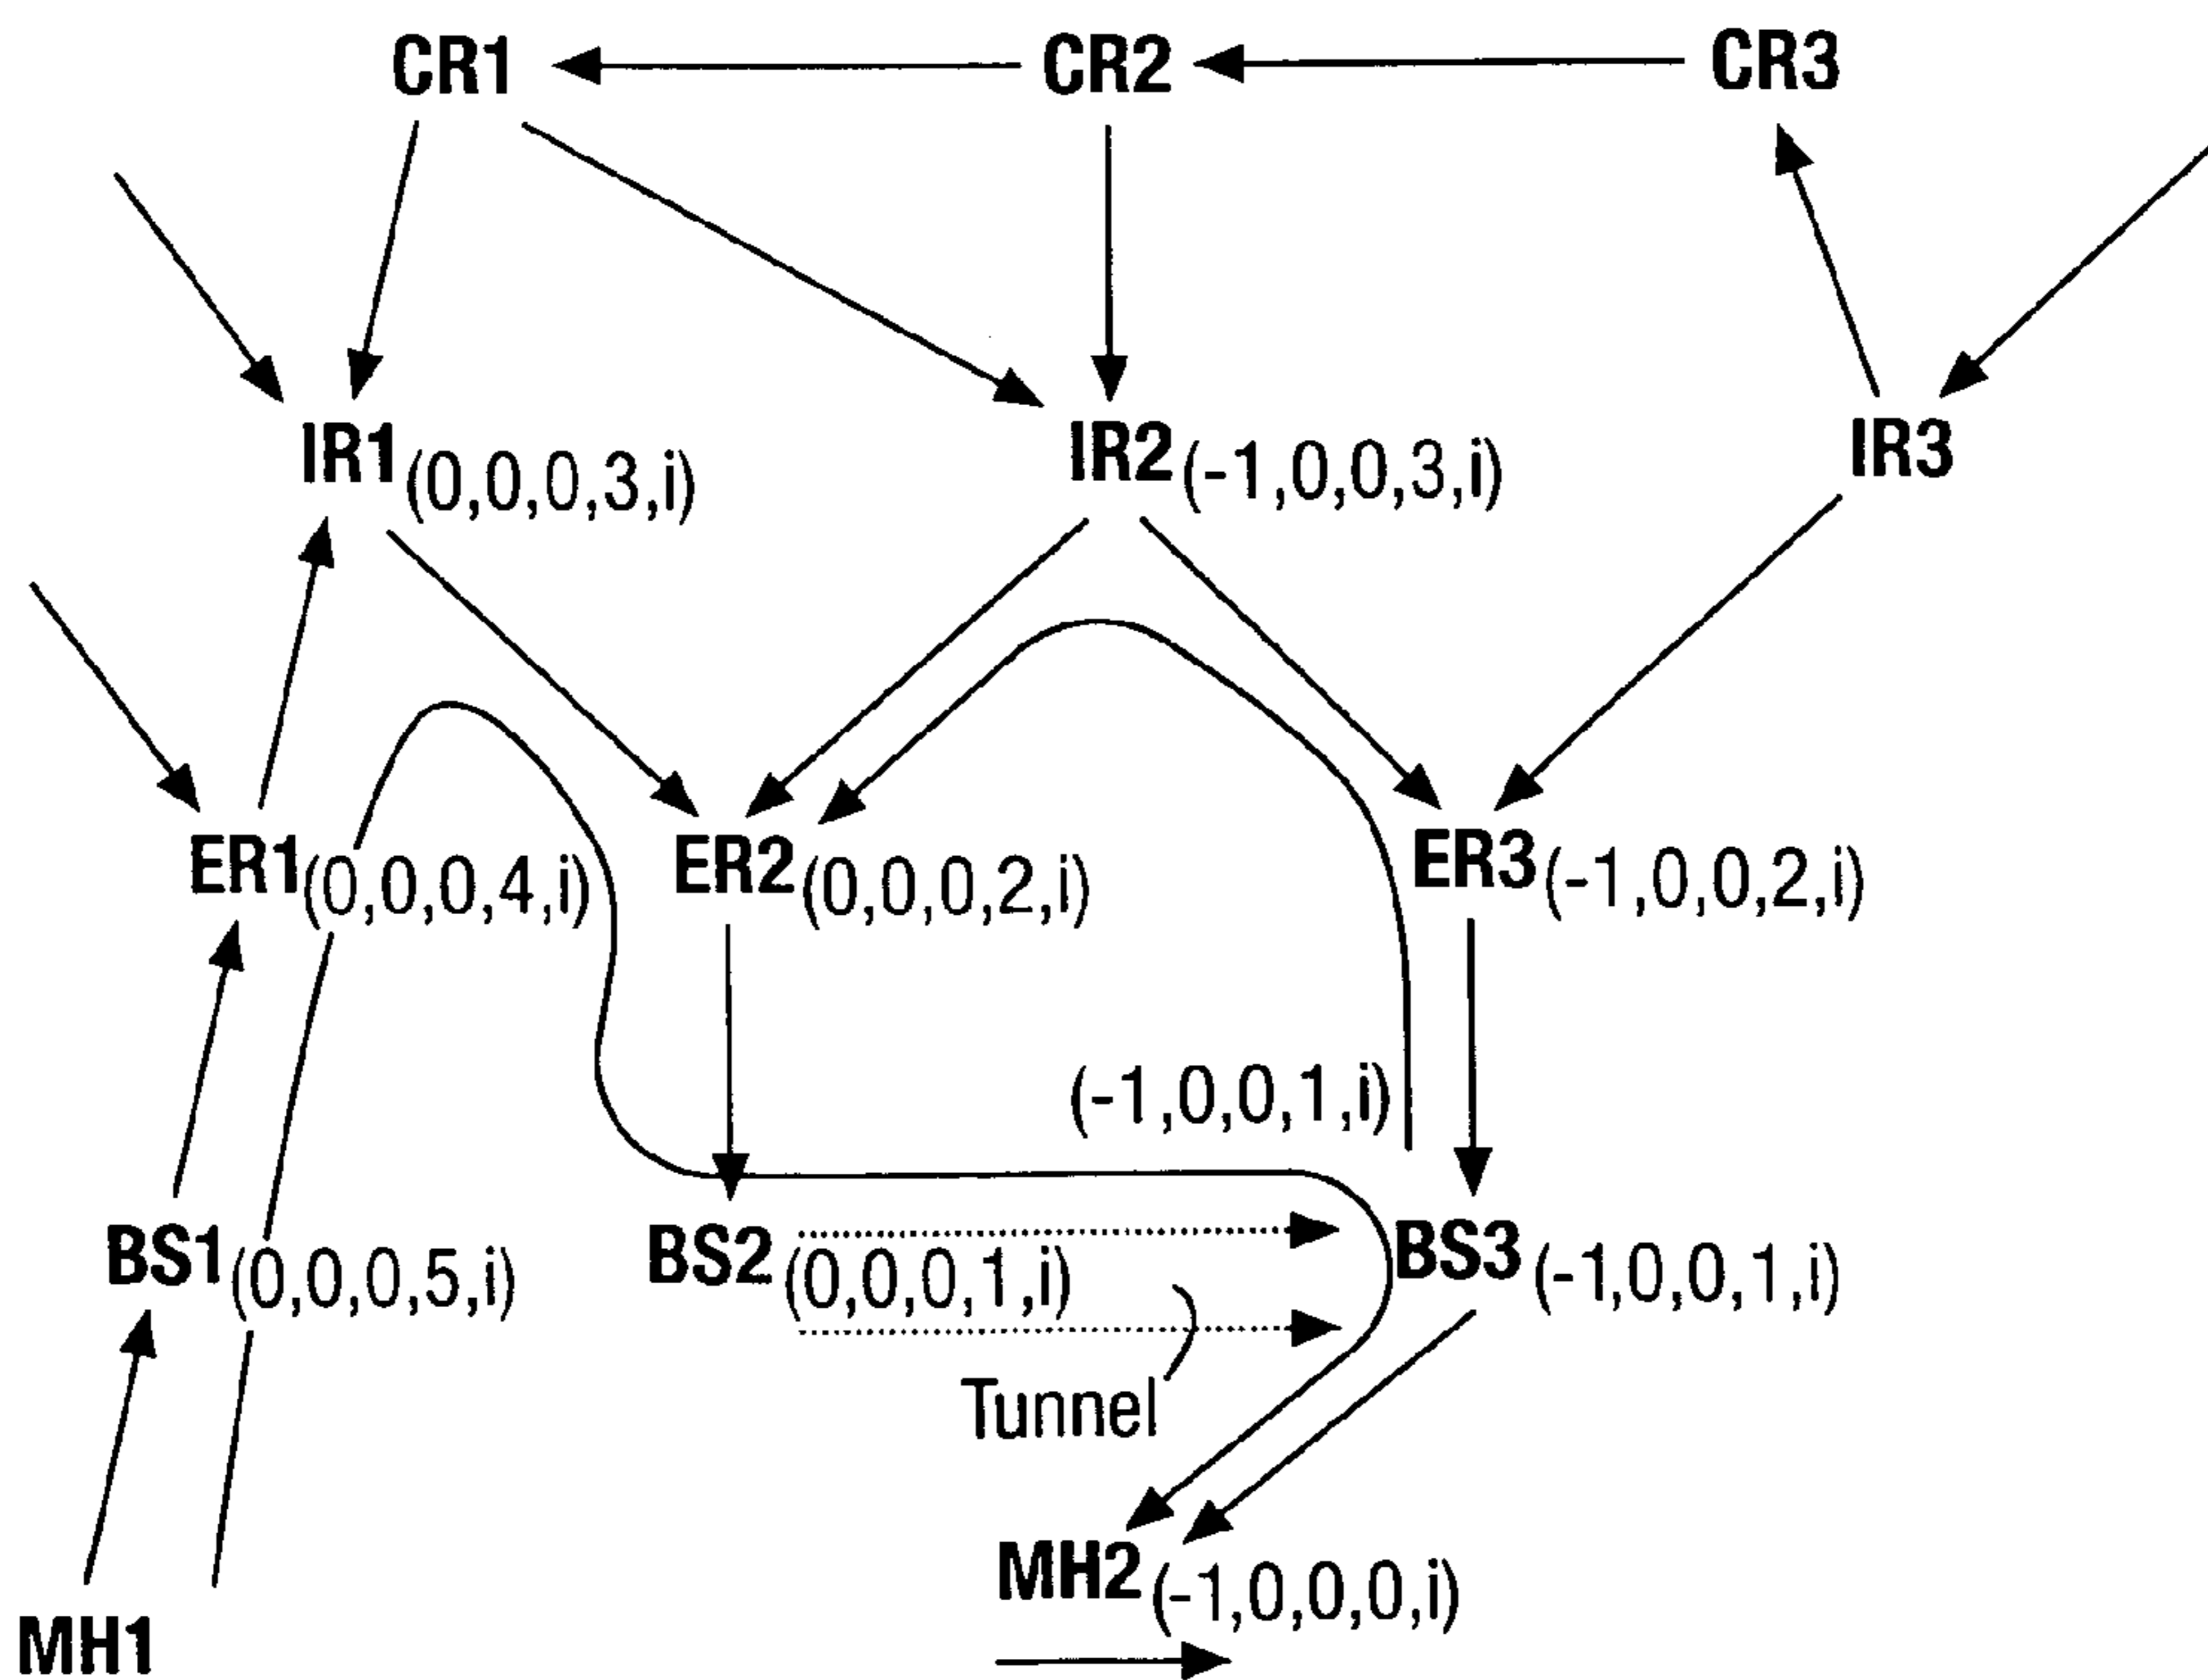 CR1 CR2 CR3
IR1(0,0,0,3,i) IR2(-1,0,0,3,i) IR3
ER1(0,0,0,4,i) ER2(0,0,0,2,i) ER3(-1,0,0,2,i)
(-1,0,0,1,i)
BS1(0,0,0,5,i) BS2(0,0,0,1,i) BS3(-1,0,0,1,i)
Tunnel
MH2(-1,0,0,0,i)
MH1